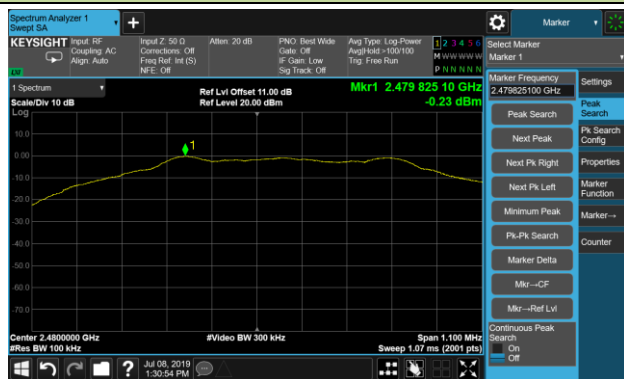 Spectrum Analyzer 1
Swept SA
Marker
KEYSIGHT
Input: RF
Coupling: AC
Align: Auto
Input Z: 50 Ω
Corrections: Off
Freq Ref: Int (S)
NFE: Off
Atten: 20 dB
PNO: Best Wide
Gate: Off
IF Gain: Low
Sig Track: Off
Avg Type: Log-Power
Avg|Hold:>100/100
Trig: Free Run
1 2 3 4 5 6
M W W W W W
P N N N N N
Select Marker
Marker 1
1 Spectrum
Scale/Div 10 dB
Log
Ref Lvl Offset 11.00 dB
Ref Level 20.00 dBm
Mkr1 2.479 825 10 GHz
-0.23 dBm
10.0
0.00
-10.0
-20.0
-30.0
-40.0
-50.0
-60.0
-70.0
1
Center 2.4800000 GHz
#Res BW 100 kHz
#Video BW 300 kHz
Span 1.100 MHz
Sweep 1.07 ms (2001 pts)
Marker Frequency
2.479825100 GHz
Peak Search
Next Peak
Next Pk Right
Next Pk Left
Minimum Peak
Pk-Pk Search
Marker Delta
Mkr→CF
Mkr→Ref Lvl
Continuous Peak
Search
On
Off
Settings
Peak
Search
Pk Search
Config
Properties
Marker
Function
Marker→
Counter
Jul 08, 2019
1:30:54 PM